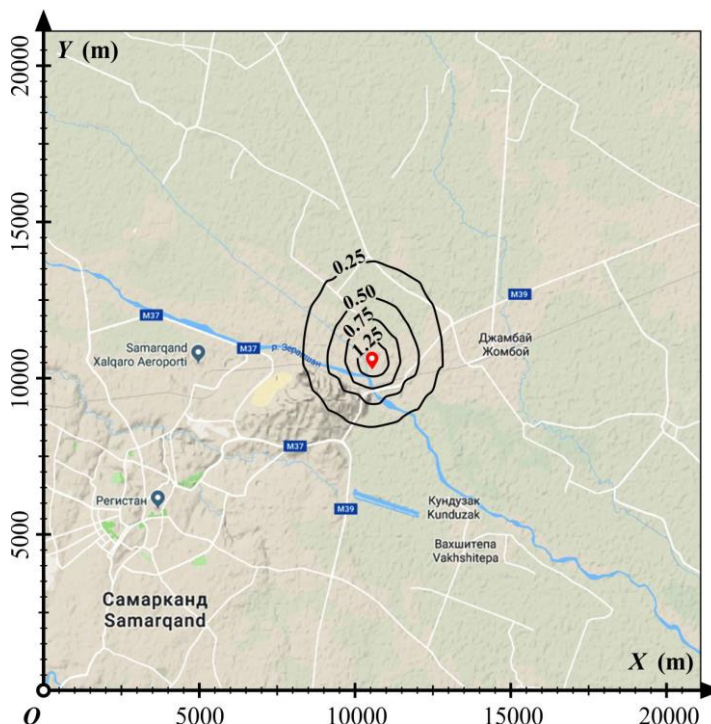 Y (m)
20000
15000
10000
5000
0.25
0.50
0.75
1.25
M39
M37
Samarqand
Xalqaro Aeroporti
M37
р. Зеравшан
Джамбай
Жомбой
M37
Регистан
M39
Кундузак
Kunduzak
Вахшитепа
Vakhshitepa
Самарканд
Samarqand
X (m)
O
5000
10000
15000
20000